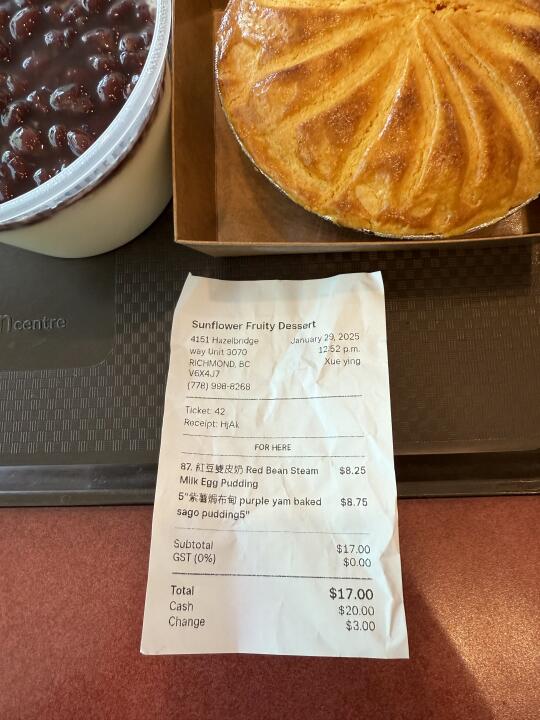 centre
Sunflower Fruity Dessert
4151 Hazelbridge January 29, 2025
way Unit 3070 12:52 p.m.
RICHMOND, BC Xue ying
V6X4J7
(778) 998-8268
Ticket: 42
Receipt: HjAk
FOR HERE
87. 紅豆雙皮奶 Red Bean Steam $8.25
Milk Egg Pudding
5"紫薯焗布甸 purple yam baked $8.75
sago pudding5"
Subtotal $17.00
GST (0%) $0.00
Total $17.00
Cash $20.00
Change $3.00